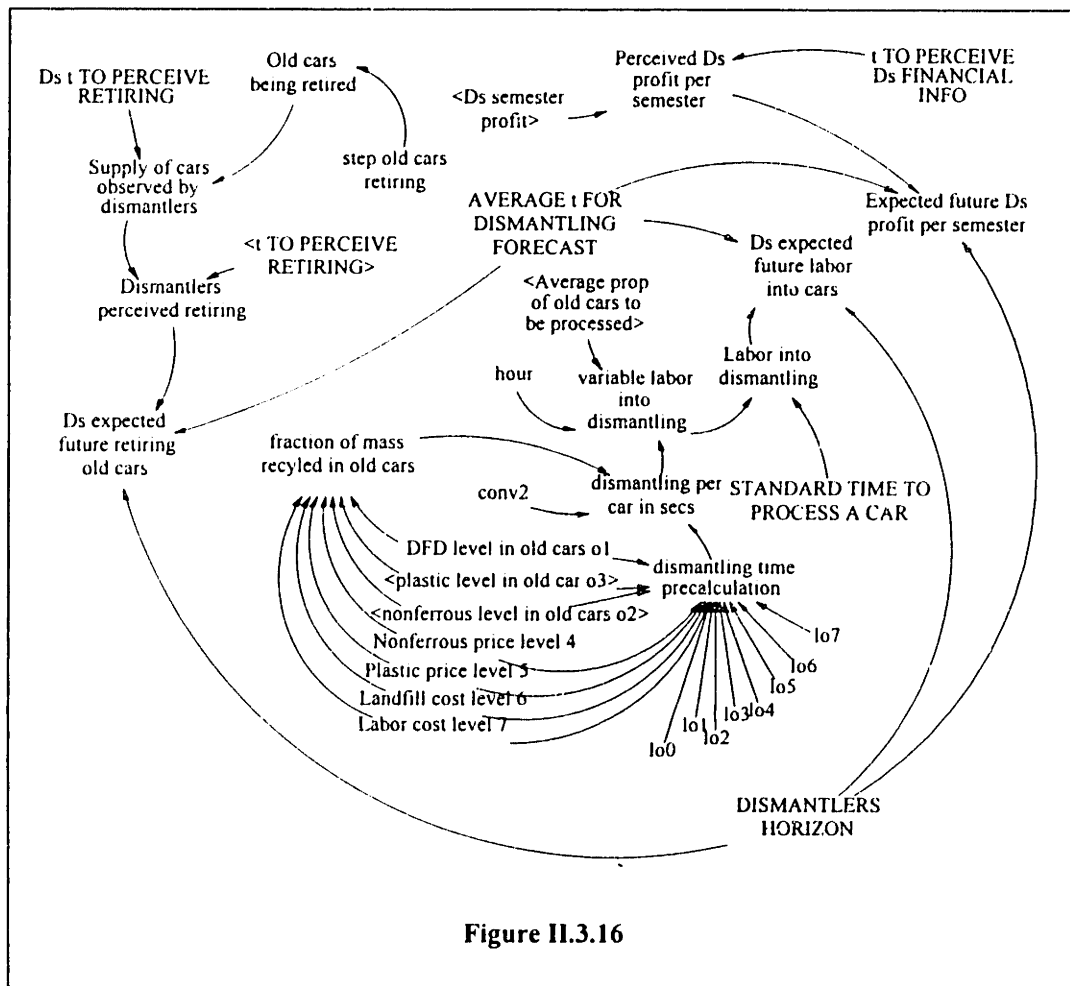 Ds t TO PERCEIVE
RETIRING
Old cars
being retired
Perceived Ds
profit per
semester
t TO PERCEIVE
Ds FINANCIAL
INFO
<Ds semester
profit>
Supply of cars
observed by
dismantlers
step old cars
retiring
AVERAGE t FOR
DISMANTLING
FORECAST
Expected future Ds
profit per semester
<t TO PERCEIVE
RETIRING>
Ds expected
future labor
into cars
Dismantlers
perceived retiring
<Average prop
of old cars to
be processed>
hour
variable labor
into
dismantling
Labor into
dismantling
Ds expected
future retiring
old cars
fraction of mass
recyled in old cars
conv2
dismantling per
car in secs
STANDARD TIME TO
PROCESS A CAR
DFD level in old cars o1
dismantling time
precalculation
<plastic level in old car o3>
<nonferrous level in old cars o2>
Nonferrous price level 4
Plastic price level 5
Landfill cost level 6
Labor cost level 7
lo0
lo1
lo2
lo3
lo4
lo5
lo6
lo7
DISMANTLERS
HORIZON
Figure II.3.16